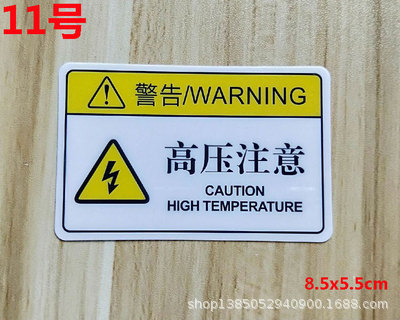 11号
警告/WARNING
高压注意
CAUTION
HIGH TEMPERATURE
8.5x5.5cm
shop1385052940900.1688.com